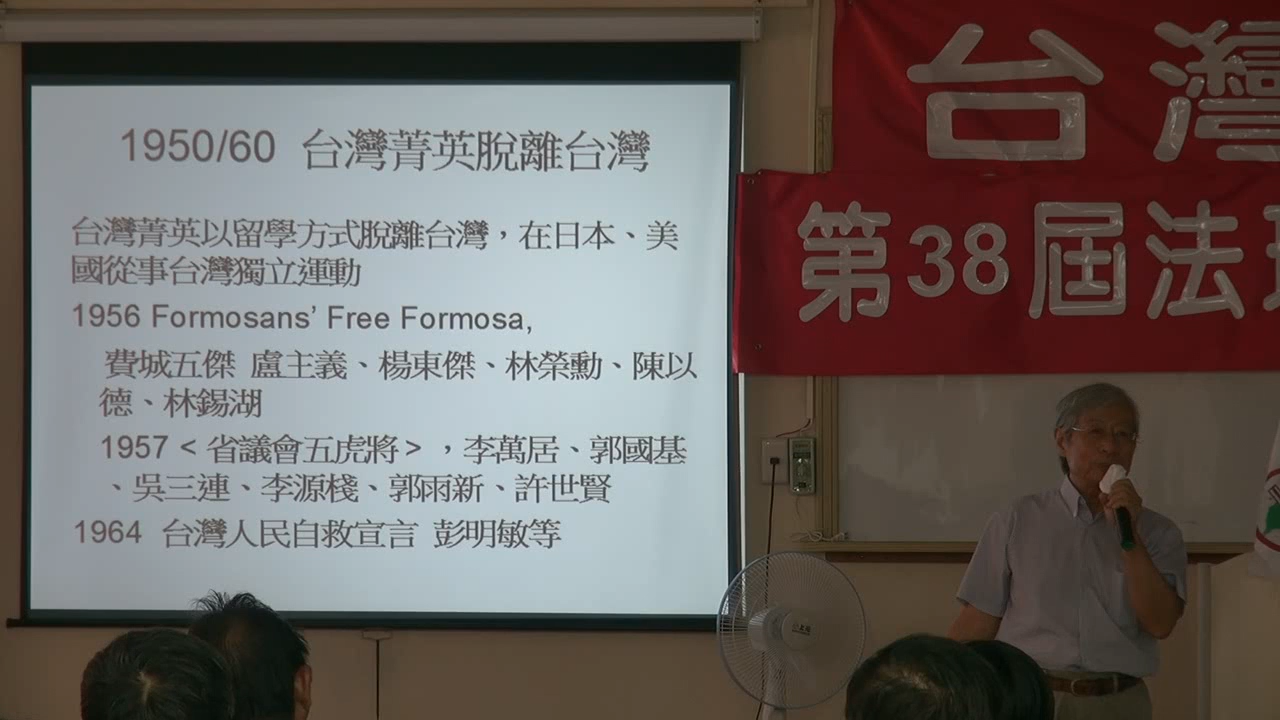 1950/60 台灣菁英脫離台灣
台灣菁英以留學方式脫離台灣，在日本、美
國從事台灣獨立運動
1956 Formosans’ Free Formosa,
費城五傑 盧主義、楊東傑、林榮勳、陳以
德、林錫湖
1957 < 省議會五虎將 > ，李萬居、郭國基
、吳三連、李源棧、郭雨新、許世賢
1964 台灣人民自救宣言 彭明敏等
台灣
第38屆法